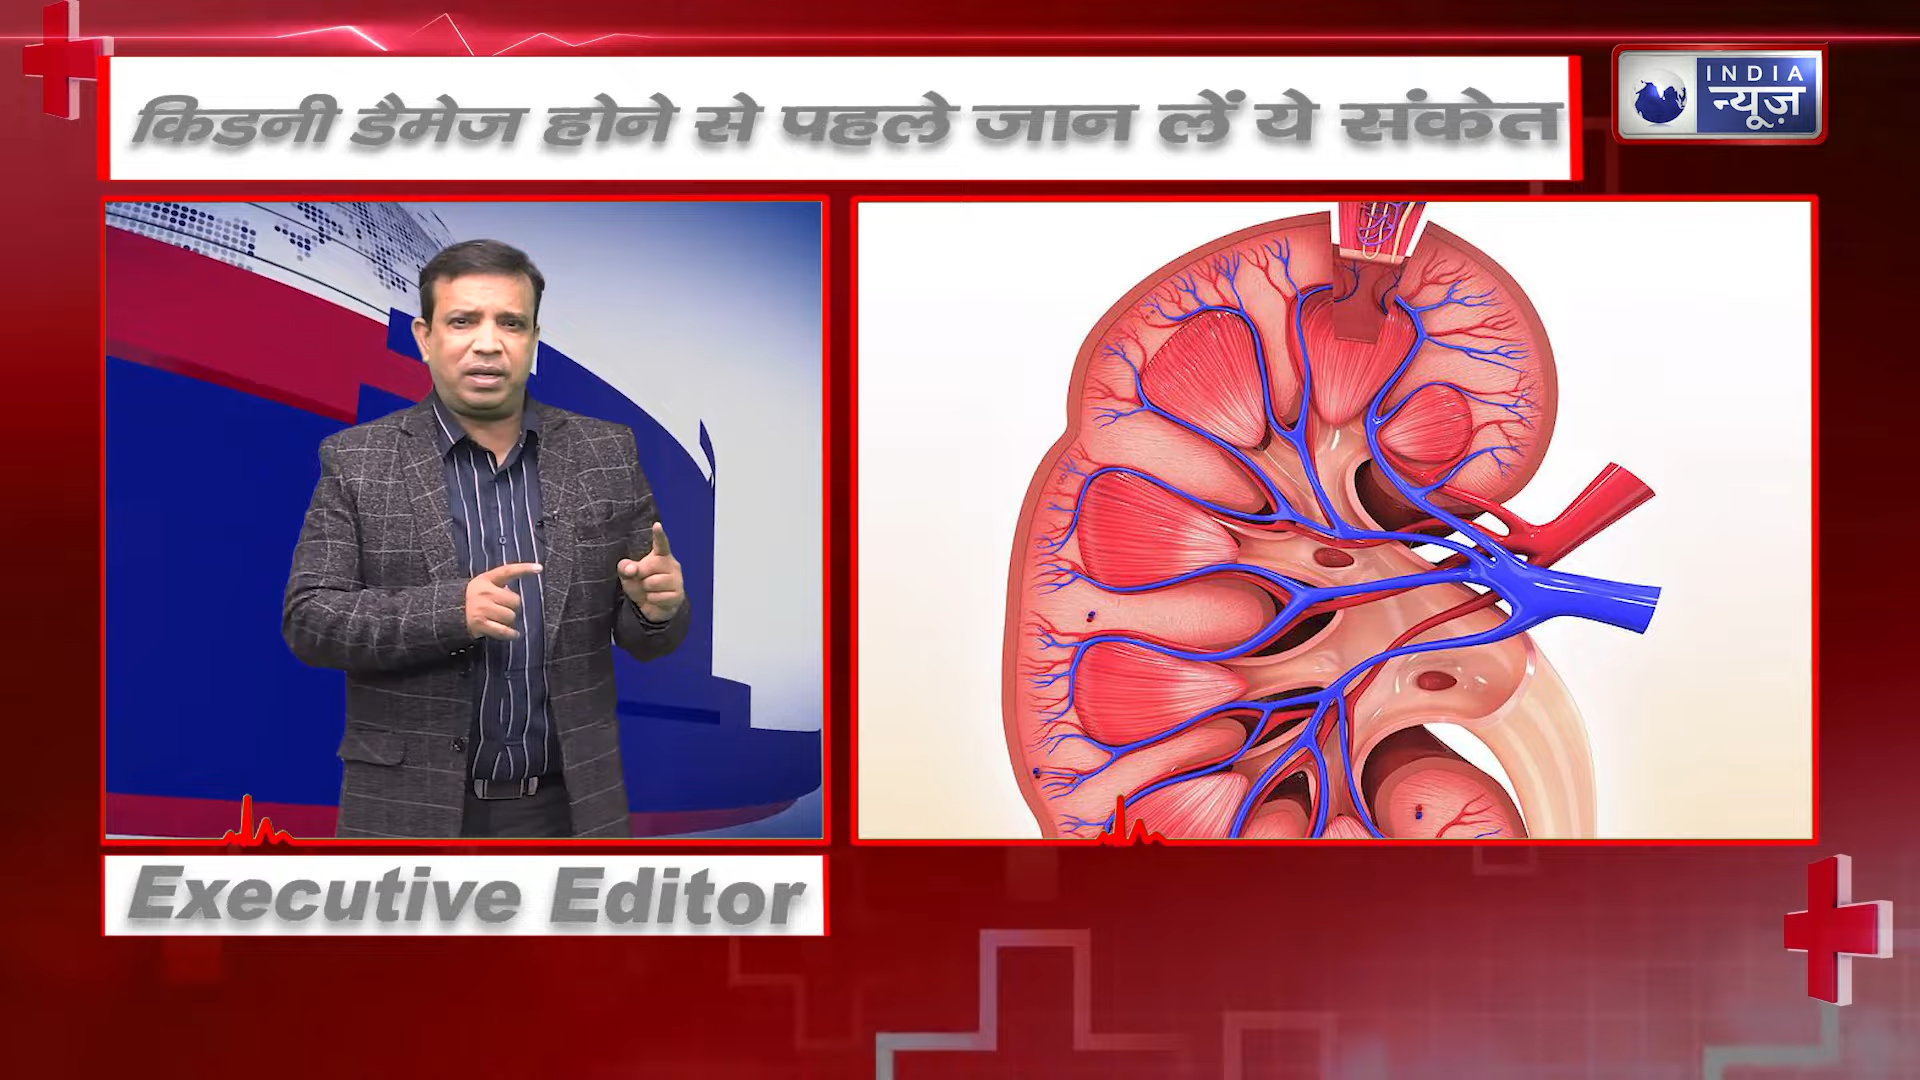 किडनी डैमेज होने से पहले जान लें ये संकेत
INDIA
न्यूज़
Executive Editor